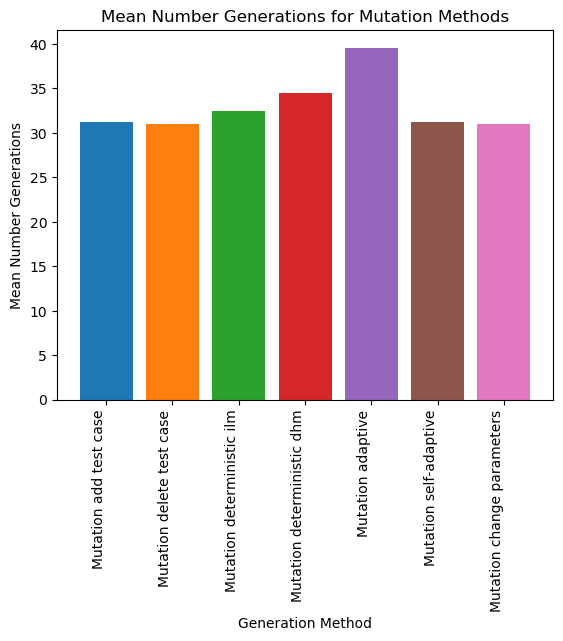 Mean Number Generations for Mutation Methods
Mean Number Generations
40
35
30
25
20
15
10
5
0
Mutation add test case
Mutation delete test case
Mutation deterministic ilm
Mutation deterministic dhm
Mutation adaptive
Mutation self-adaptive
Mutation change parameters
Generation Method